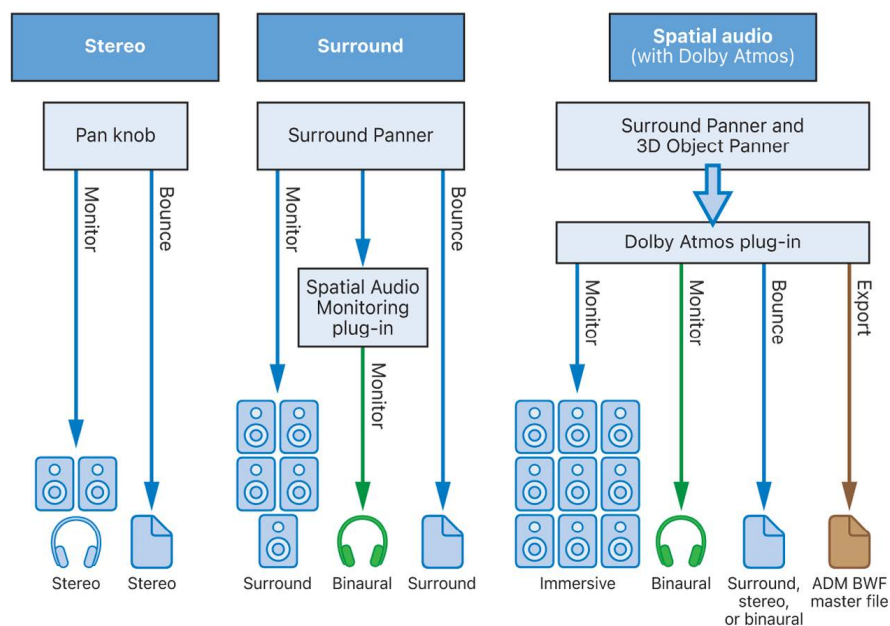 Stereo
Pan knob
Monitor
Bounce
Stereo
Stereo
Surround
Surround Panner
Monitor
Bounce
Spatial Audio
Monitoring
plug-in
Monitor
Surround
Binaural
Surround
Spatial audio
(with Dolby Atmos)
Surround Panner and
3D Object Panner
Dolby Atmos plug-in
Monitor
Monitor
Bounce
Export
Immersive
Binaural
Surround,
stereo,
or binaural
ADM BWF
master file